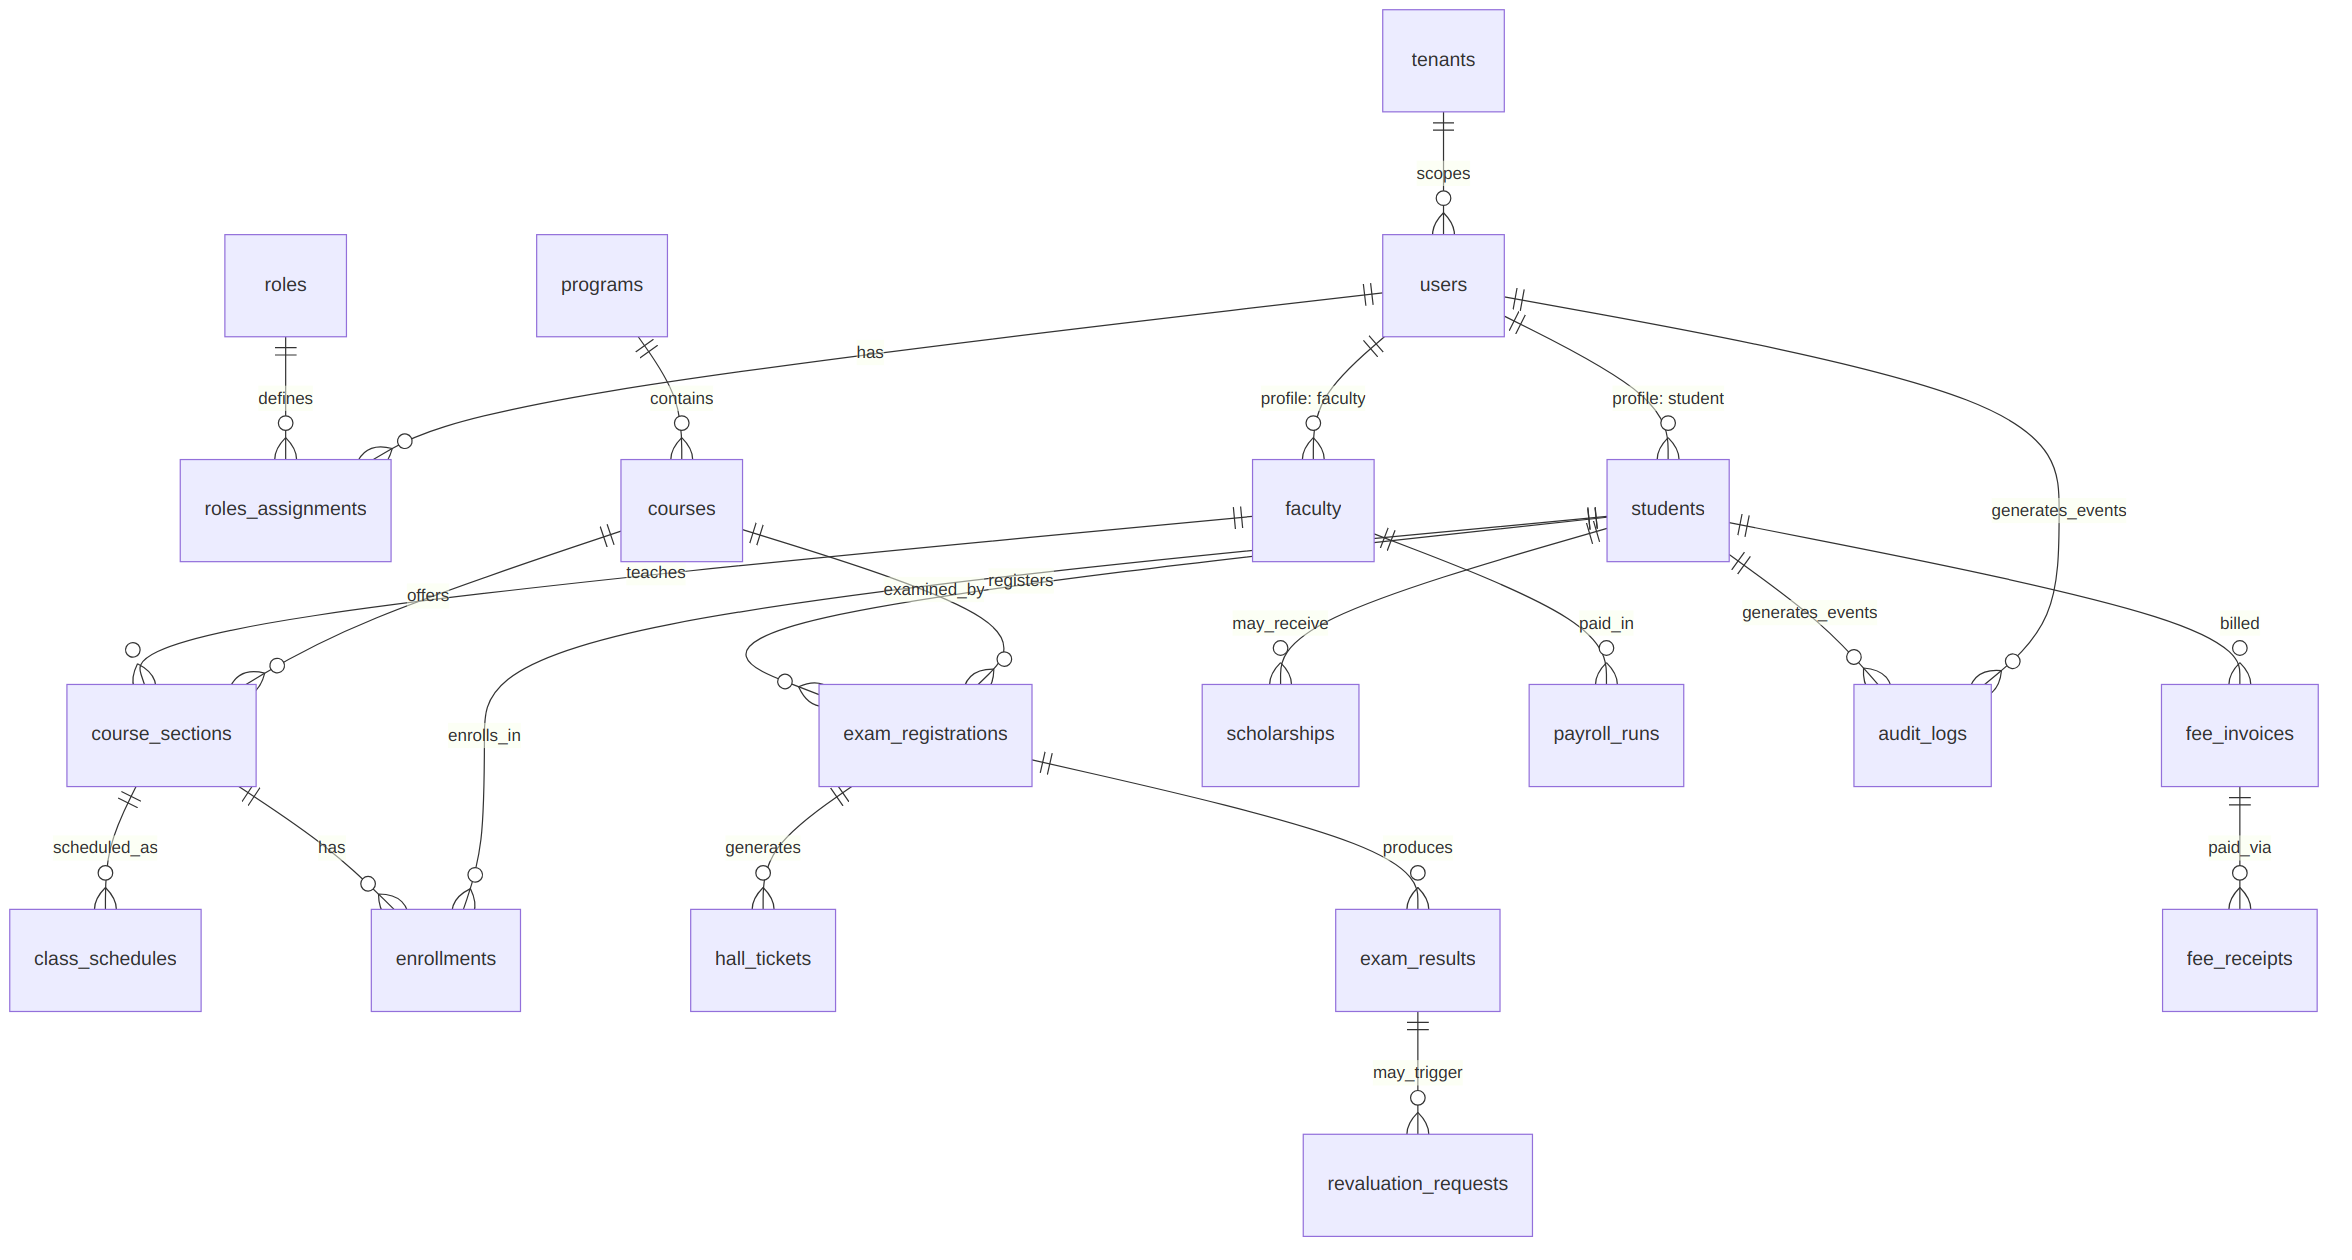 tenants
scopes
roles
programs
users
has
defines
contains
profile: faculty
profile: student
roles_assignments
courses
faculty
students
generates_events
teaches
offers
examined_by
registers
may_receive
paid_in
generates_events
billed
enrolls_in
course_sections
exam_registrations
scholarships
payroll_runs
audit_logs
fee_invoices
scheduled_as
has
generates
produces
paid_via
class_schedules
enrollments
hall_tickets
exam_results
fee_receipts
may_trigger
revaluation_requests